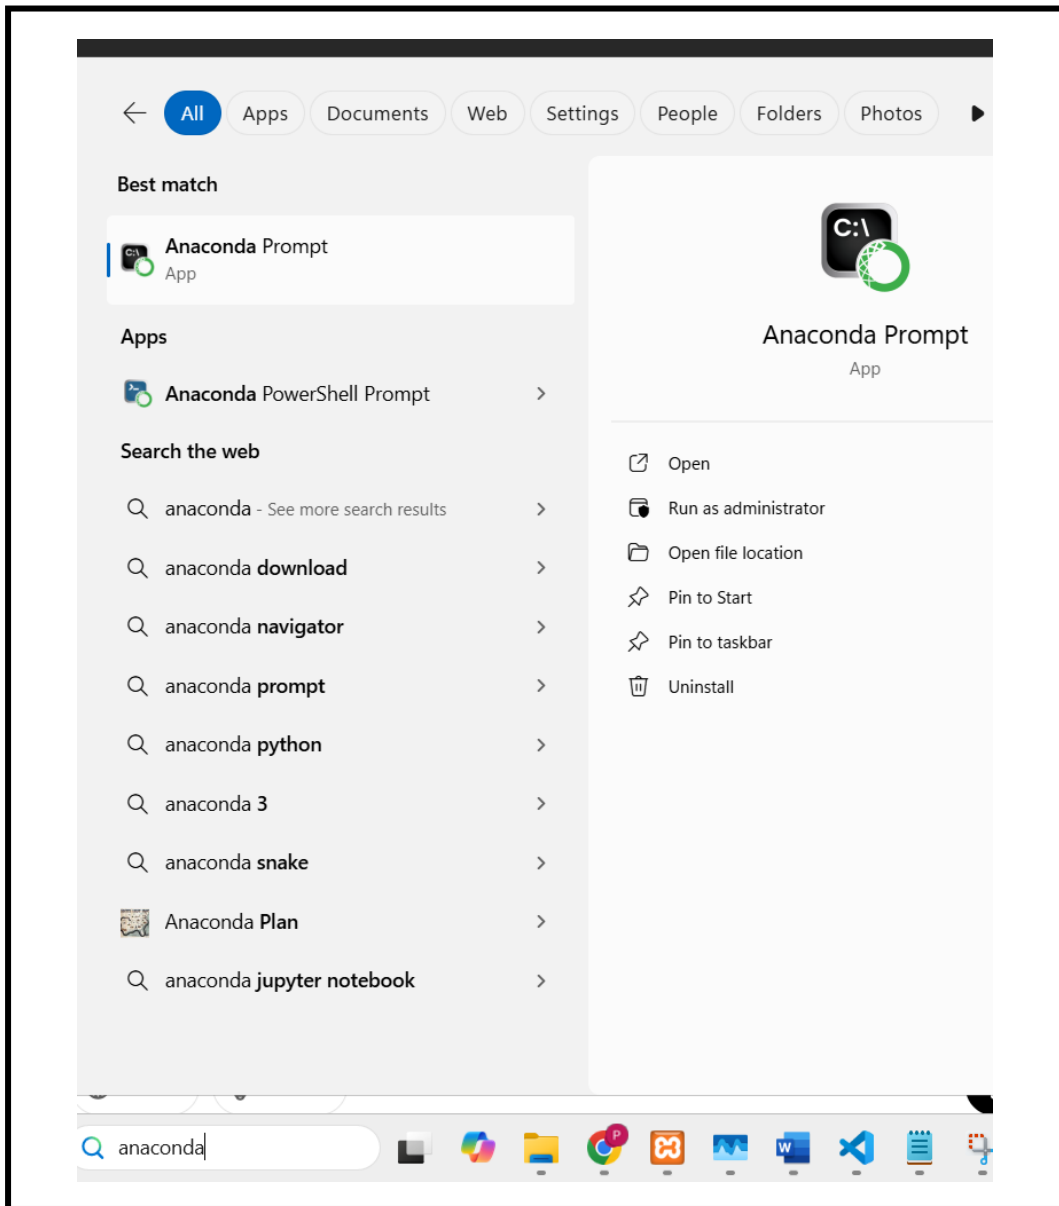 All Apps Documents Web Settings People Folders Photos
Best match
Anaconda Prompt
App
Apps
Anaconda PowerShell Prompt
Search the web
anaconda - See more search results
anaconda download
anaconda navigator
anaconda prompt
anaconda python
anaconda 3
anaconda snake
Anaconda Plan
anaconda jupyter notebook
C:\
Anaconda Prompt
App
Open
Run as administrator
Open file location
Pin to Start
Pin to taskbar
Uninstall
anaconda
P
W